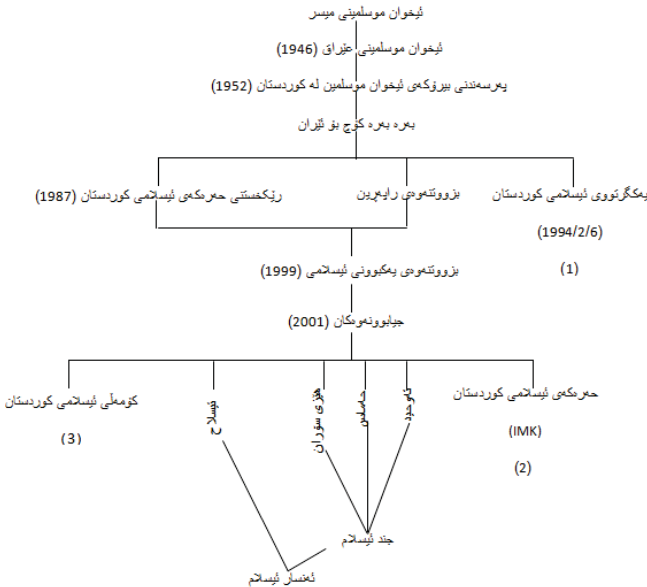 ئیخوان موسلمینی میسر
ئیخوان موسلمینی عێراق (1946)
پەرسەندنی بیرۆکەی ئیخوان موسلمین لە کوردستان (1952)
بەرە بەرە کۆچ بۆ ئێران
یەکگرتووی ئیسلامی کوردستان
(1994/2/6)
(1)
بزووتنەوەی راپەڕین
رێکخستنی حەرەکەی ئیسلامی کوردستان (1987)
بزووتنەوەی یەکبوونی ئیسلامی (1999)
جیابوونەوەکان (2001)
حەرەکەی ئیسلامی کوردستان
(IMK)
(2)
تەوحید
حەماس
هێزی سۆران
ئیسلاح
کۆمەڵی ئیسلامی کوردستان
(3)
جند ئیسلام
ئەنسار ئیسلام